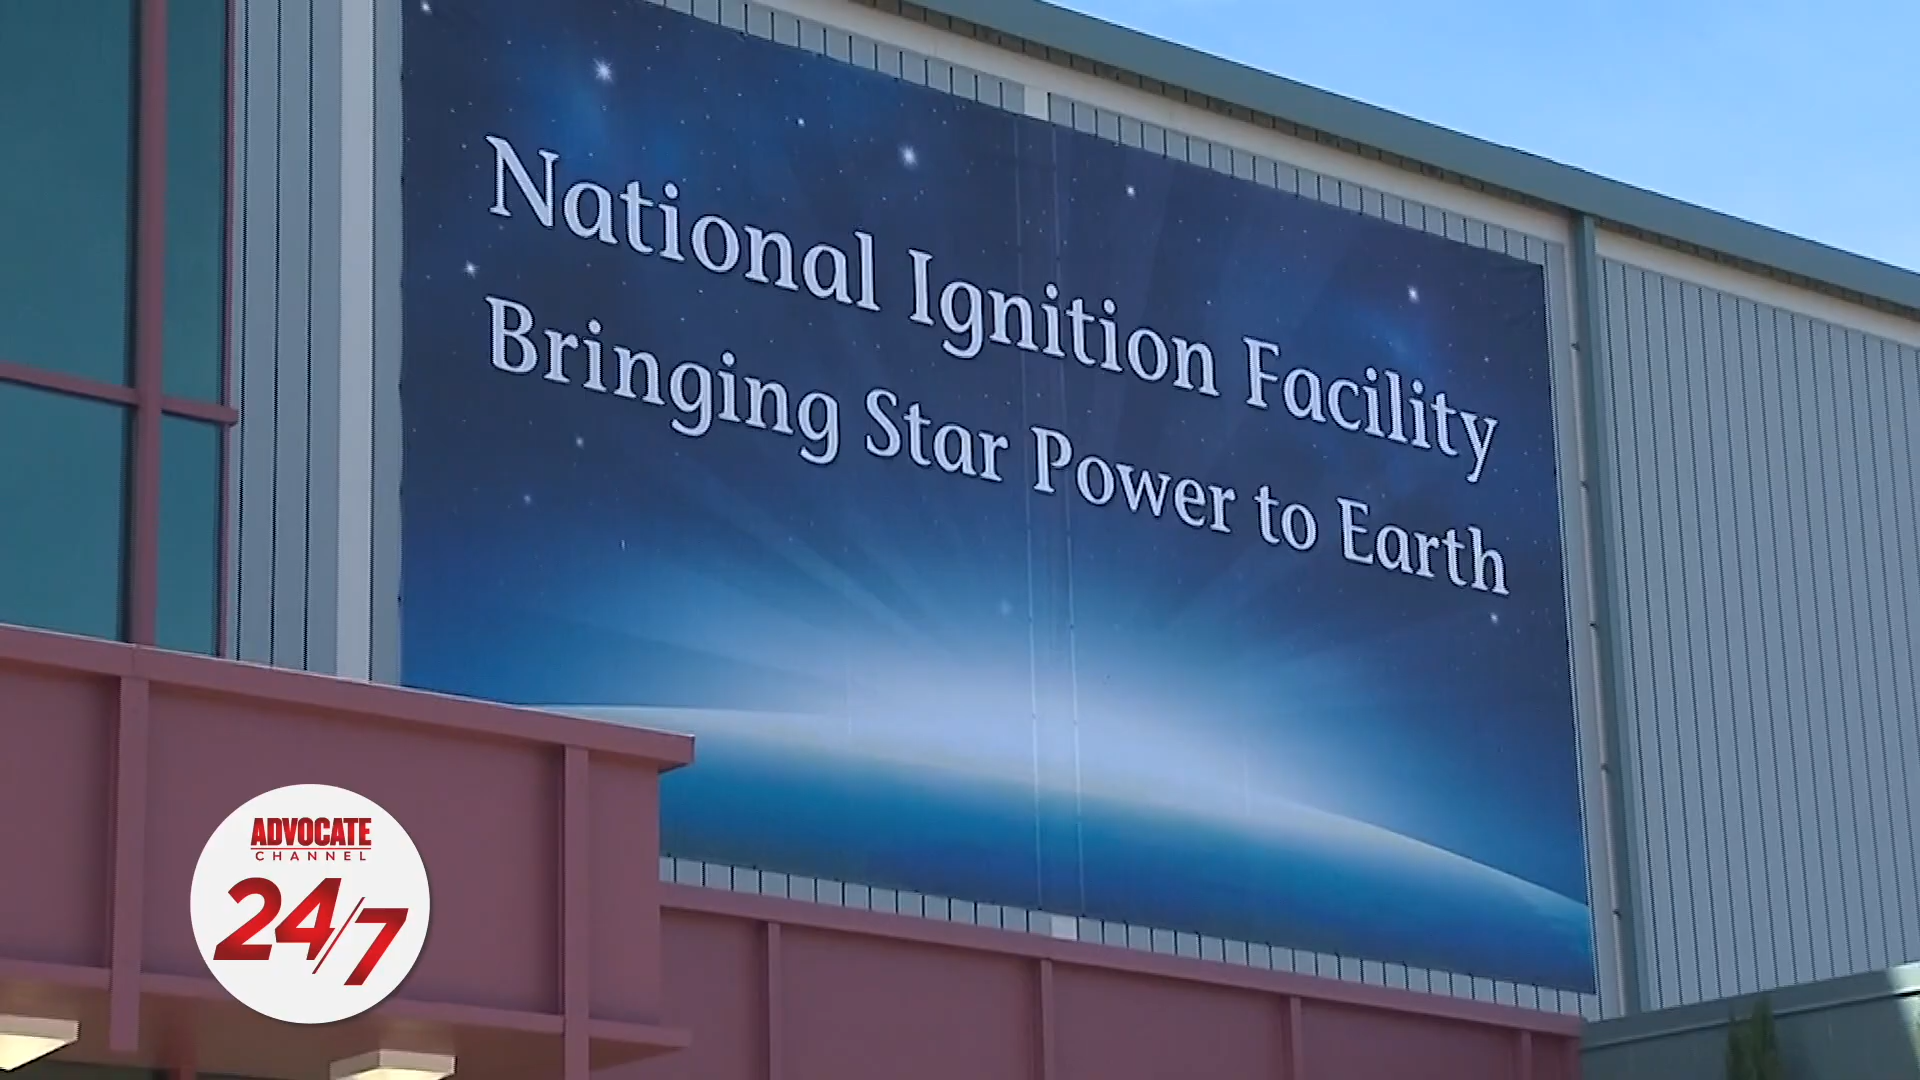 National Ignition Facility
Bringing Star Power to Earth
ADVOCATE
CHANNEL
24/7